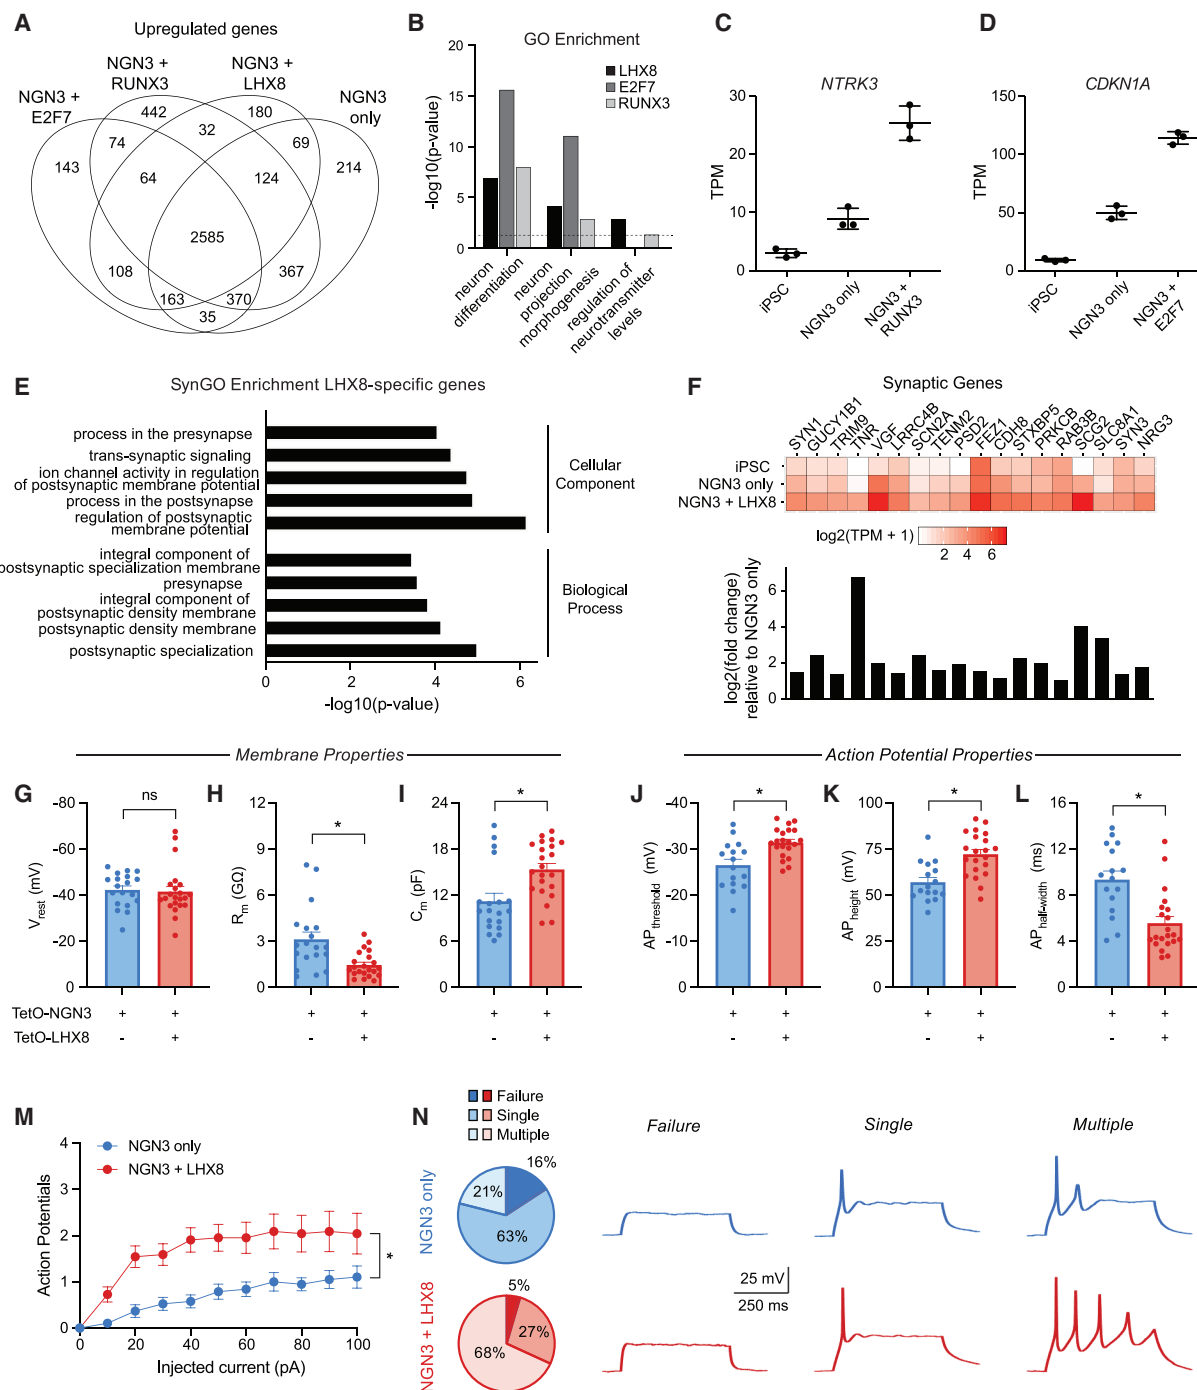 A
Upregulated genes
NGN3 +
RUNX3
NGN3 +
LHX8
NGN3 +
E2F7
NGN3
only
442
180
74
32
69
143
214
64
124
2585
108
367
163
370
35
B
GO Enrichment
LHX8
E2F7
RUNX3
-log10(p-value)
20
15
10
5
0
neuron
differentiation
neuron
projection
morphogenesis
regulation of
neurotransmitter
levels
C
NTRK3
TPM
30
20
10
0
iPSC
NGN3 only
NGN3 +
RUNX3
D
CDKN1A
TPM
150
100
50
0
iPSC
NGN3 only
NGN3 +
E2F7
E
SynGO Enrichment LHX8-specific genes
process in the presynapse
trans-synaptic signaling
ion channel activity in regulation
of postsynaptic membrane potential
process in the postsynapse
regulation of postsynaptic
membrane potential
Cellular
Component
integral component of
postsynaptic specialization membrane
presynapse
integral component of
postsynaptic density membrane
postsynaptic density membrane
postsynaptic specialization
Biological
Process
0 2 4 6
-log10(p-value)
F
Synaptic Genes
SYN1
GUCY1B1
TRIM9
TNR
VGF
LRRC4B
SCN2A
TENM2
PSD2
FEZ1
CDH8
STXBP5
PRKCB
RAB3B
SCG2
SLC8A1
SYN3
NRG3
iPSC
NGN3 only
NGN3 + LHX8
log2(TPM + 1)
2 4 6
log2(fold change)
relative to NGN3 only
6
4
2
0
Membrane Properties
Action Potential Properties
G
Vrest (mV)
-80
-60
-40
-20
0
ns
H
Rm (GΩ)
12
9
6
3
0
*
I
Cm (pF)
24
18
12
6
0
*
J
APthreshold (mV)
-40
-30
-20
-10
0
*
K
APheight (mV)
100
75
50
25
0
*
L
APhalf-width (ms)
16
12
8
4
0
*
TetO-NGN3 + + + + + + + + + + + +
TetO-LHX8 - + - + - + - + - + - +
M
NGN3 only
NGN3 + LHX8
Action Potentials
4
3
2
1
0
*
0 20 40 60 80 100
Injected current (pA)
N
Failure
Single
Multiple
NGN3 only
16%
21%
63%
NGN3 + LHX8
5%
27%
68%
Failure
Single
Multiple
25 mV
250 ms